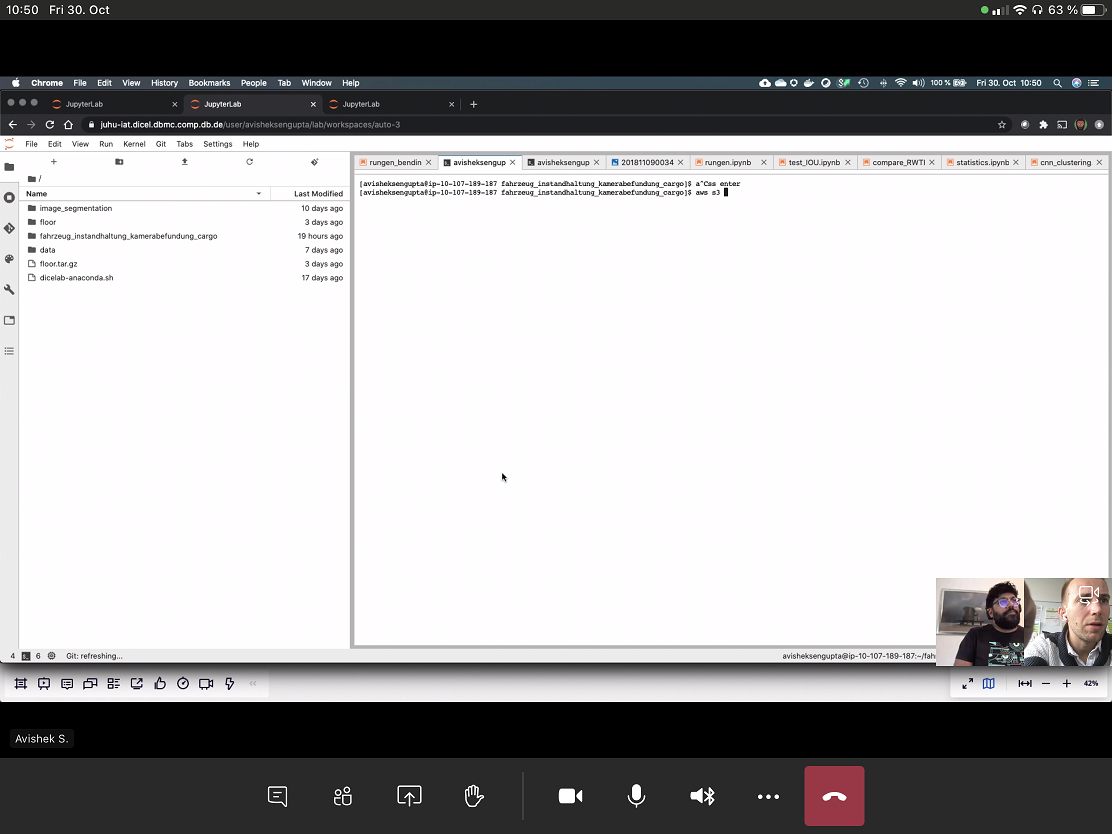 10:50 Fri 30. Oct 63 %
Chrome File Edit View History Bookmarks People Tab Window Help 100 % Fri 30. Oct 10:50
JupyterLab JupyterLab JupyterLab
juhu-iat.dicel.dbmc.comp.db.de/user/avisheksengupta/lab/workspaces/auto-3
File Edit View Run Kernel Git Tabs Settings Help
rungen_bendin avisheksengup avisheksengup 201811090034 rungen.ipynb test_IOU.ipynb compare_RWTI statistics.ipynb cnn_clustering.
/
Name Last Modified
image_segmentation 10 days ago
floor 3 days ago
fahrzeug_instandhaltung_kamerabefundung_cargo 19 hours ago
data 7 days ago
floor.tar.gz 3 days ago
dicelab-anaconda.sh 17 days ago
[avisheksengupta@ip-10-107-189-187 fahrzeug_instandhaltung_kamerabefundung_cargo]$ a^Css enter
[avisheksengupta@ip-10-107-189-187 fahrzeug_instandhaltung_kamerabefundung_cargo]$ aws s3
4 6 Git: refreshing... avisheksengupta@ip-10-107-189-187:~/fahr
42%
Avishek S.